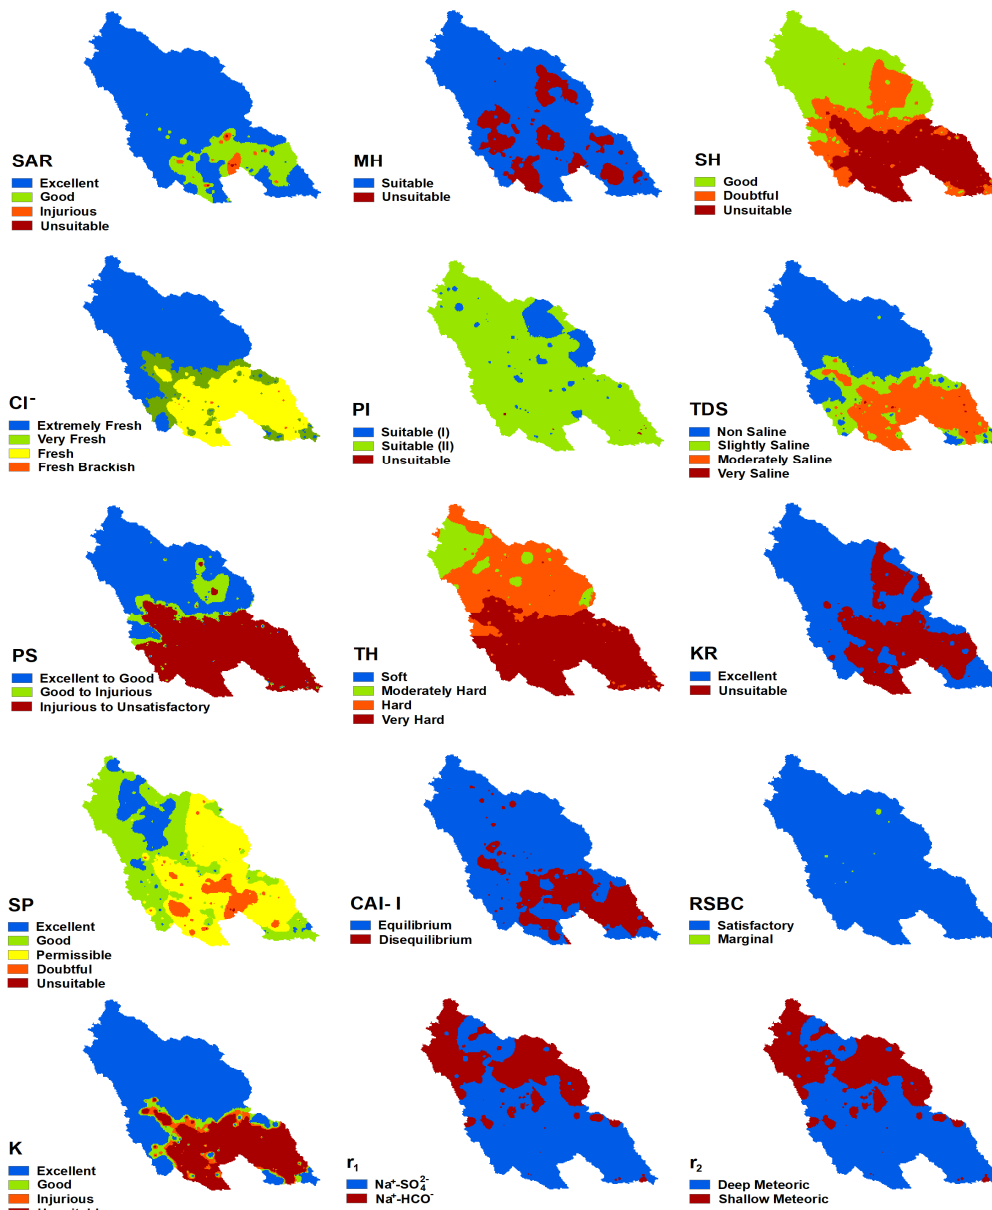 SAR
Excellent
Good
Injurious
Unsuitable
MH
Suitable
Unsuitable
SH
Good
Doubtful
Unsuitable
Cl⁻
Extremely Fresh
Very Fresh
Fresh
Fresh Brackish
PI
Suitable (I)
Suitable (II)
Unsuitable
TDS
Non Saline
Slightly Saline
Moderately Saline
Very Saline
PS
Excellent to Good
Good to Injurious
Injurious to Unsatisfactory
TH
Soft
Moderately Hard
Hard
Very Hard
KR
Excellent
Unsuitable
SP
Excellent
Good
Permissible
Doubtful
Unsuitable
CAI- I
Equilibrium
Disequilibrium
RSBC
Satisfactory
Marginal
K
Excellent
Good
Injurious
r₁
Na⁺-SO₄²⁻
Na⁺-HCO⁻
r₂
Deep Meteoric
Shallow Meteoric